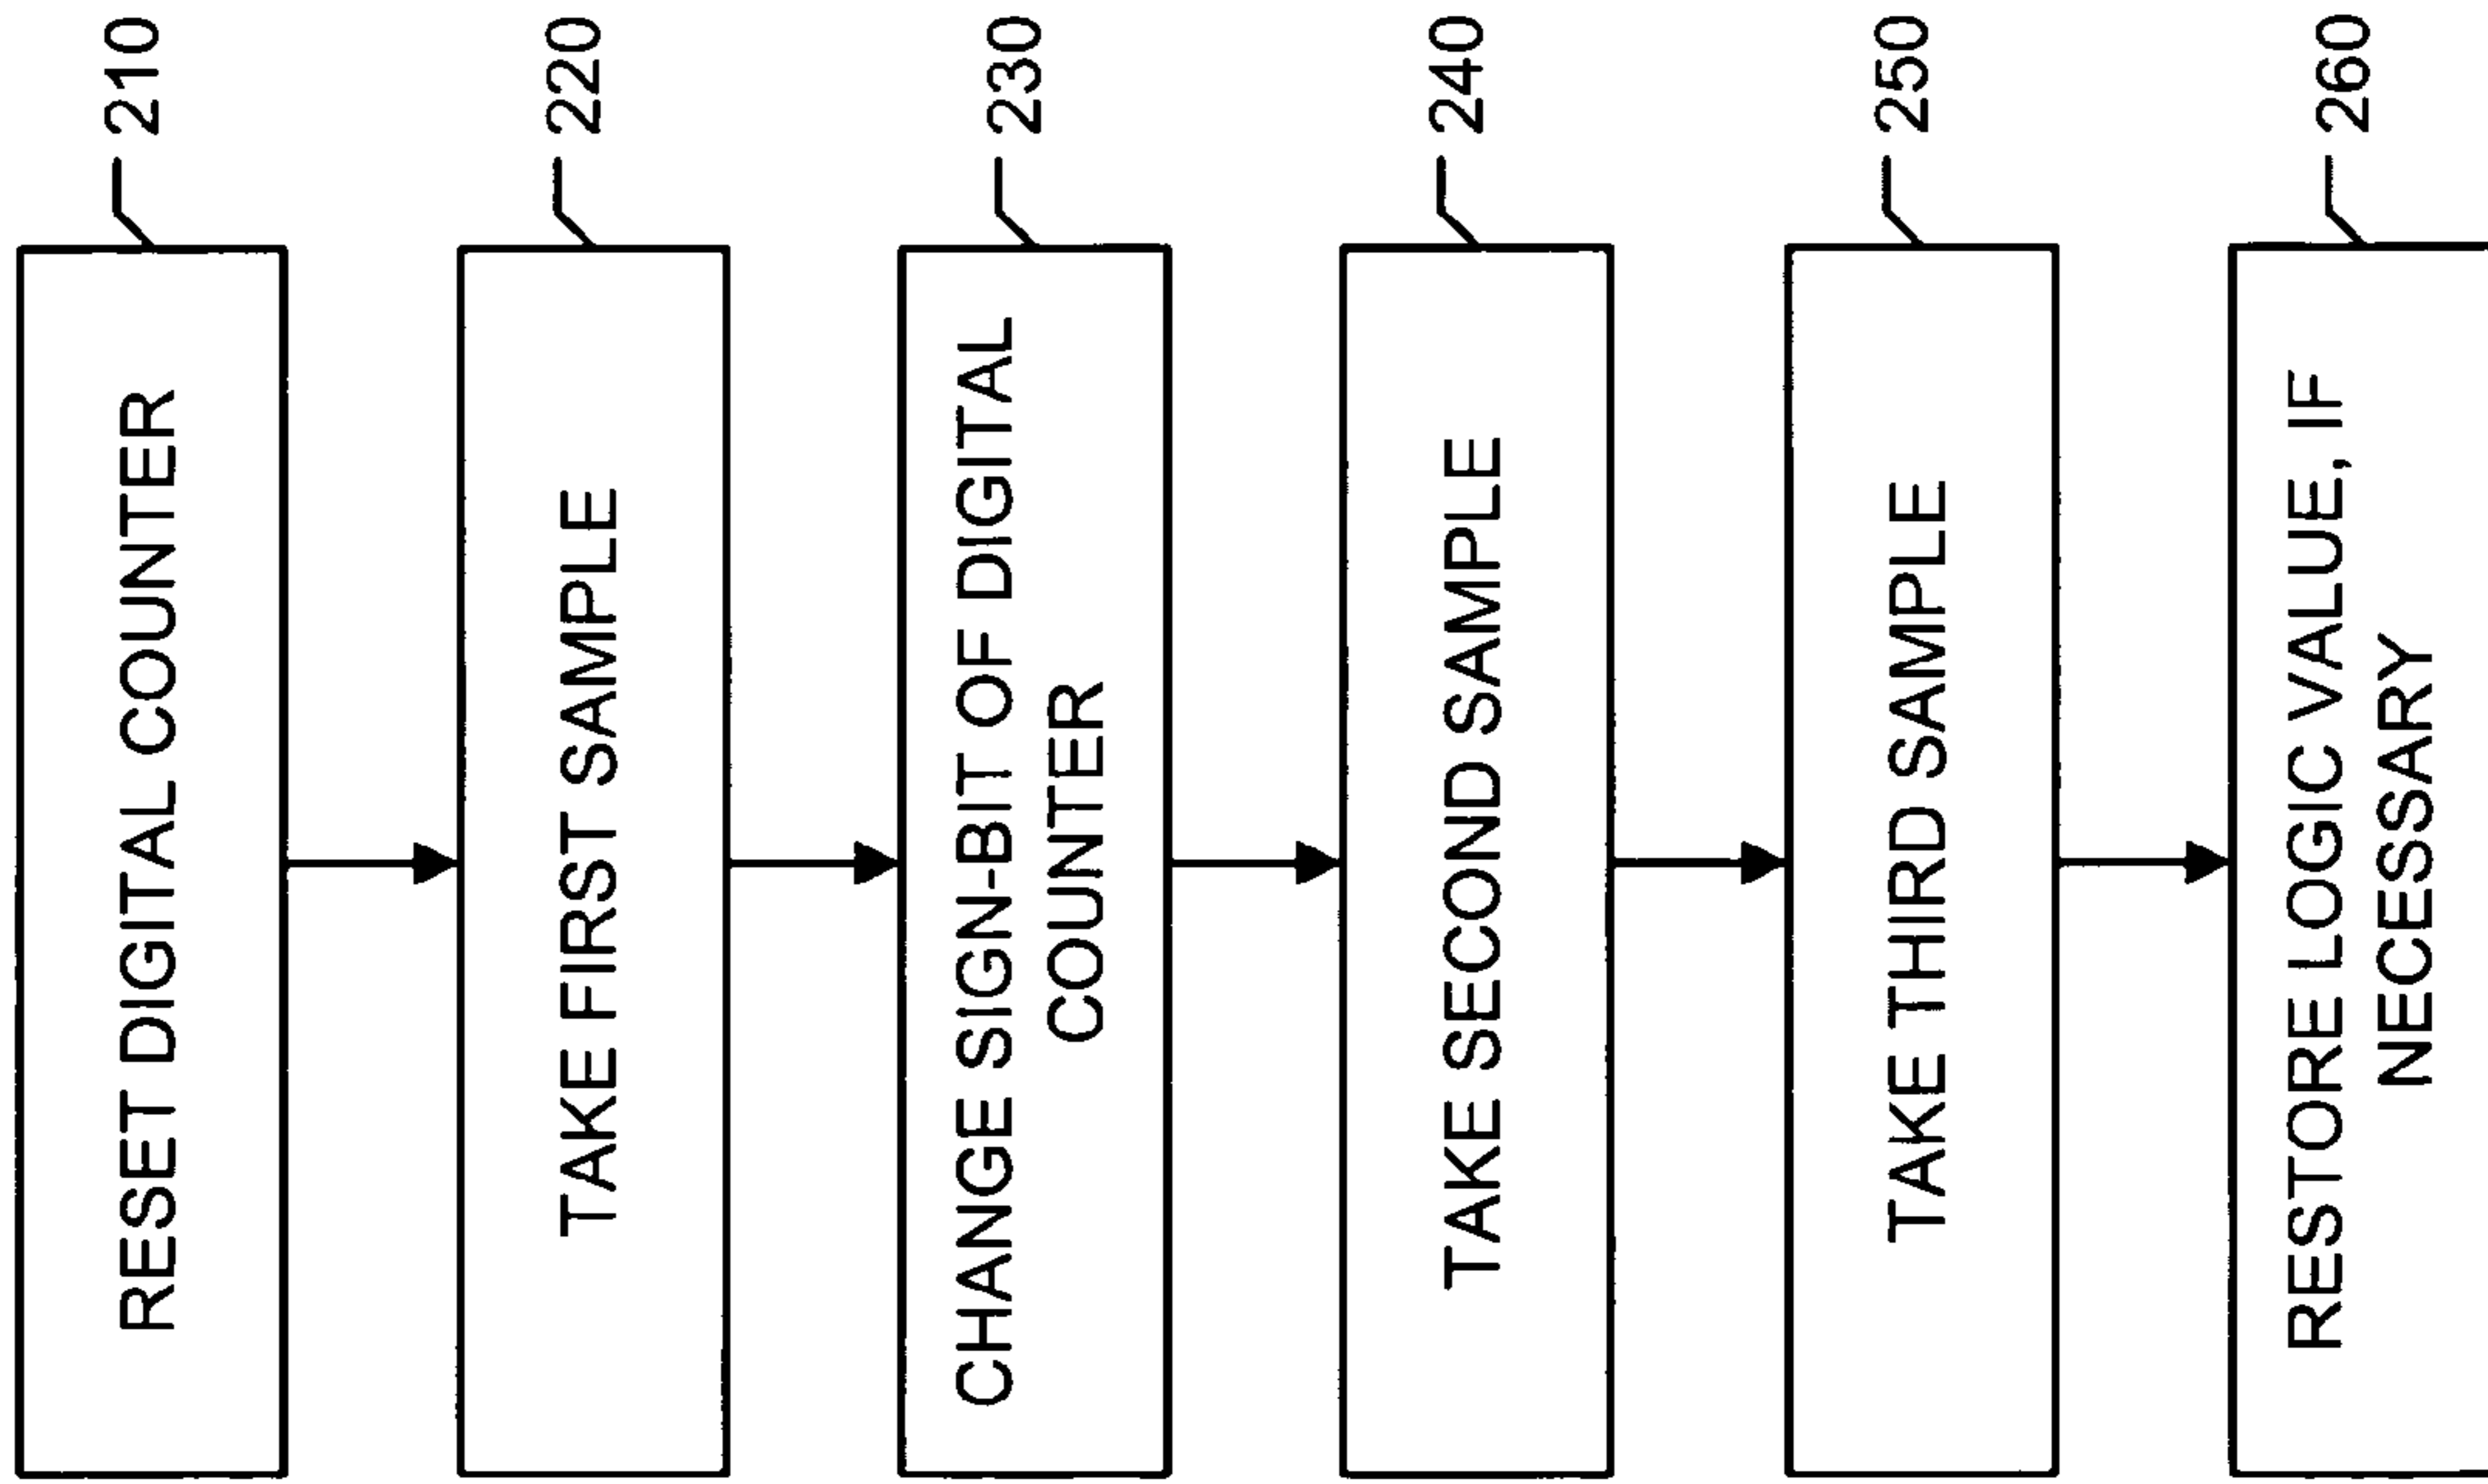 RESET DIGITAL COUNTER
210
TAKE FIRST SAMPLE
220
CHANGE SIGN-BIT OF DIGITAL
COUNTER
230
TAKE SECOND SAMPLE
240
TAKE THIRD SAMPLE
250
RESTORE LOGIC VALUE, IF
NECESSARY
260